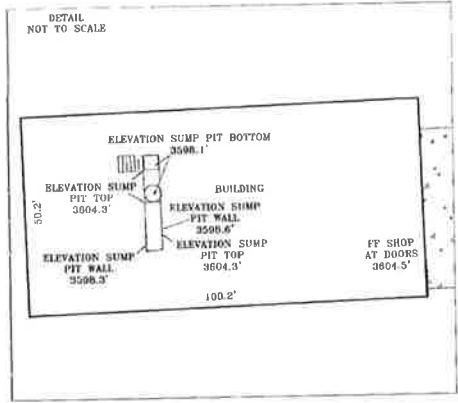 DETAIL
NOT TO SCALE
ELEVATION SUMP PIT BOTTOM
3598.1'
ELEVATION SUMP
PIT TOP
3604.3'
BUILDING
50.2'
ELEVATION SUMP
PIT WALL
3598.6'
ELEVATION SUMP
PIT WALL
3598.3'
ELEVATION SUMP
PIT TOP
3604.3'
FF SHOP
AT DOORS
3604.5'
100.2'